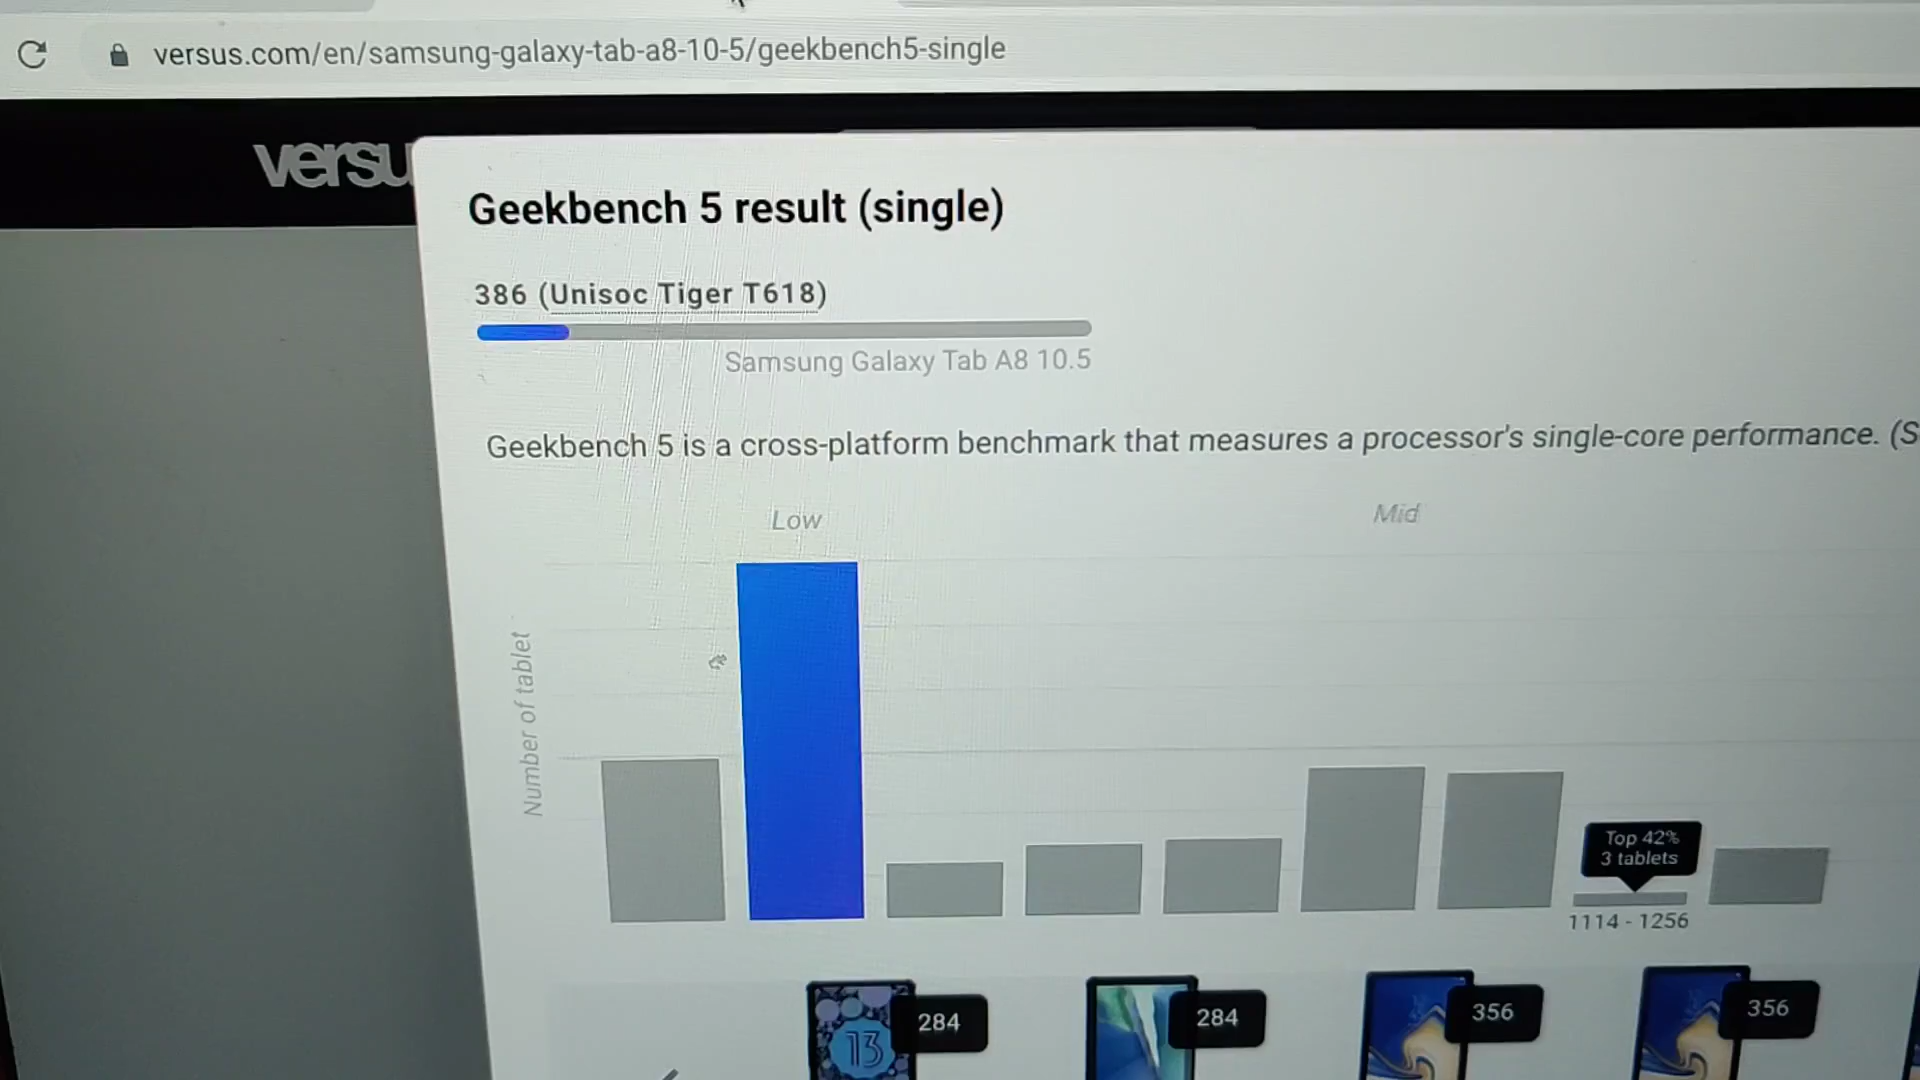 versus.com/en/samsung-galaxy-tab-a8-10-5/geekbench5-single
versu
Geekbench 5 result (single)
386 (Unisoc Tiger T618)
Samsung Galaxy Tab A8 10.5
Geekbench 5 is a cross-platform benchmark that measures a processor's single-core performance. (S
Low
Mid
Number of tablet
Top 42%
3 tablets
1114 - 1256
13
284
284
356
356